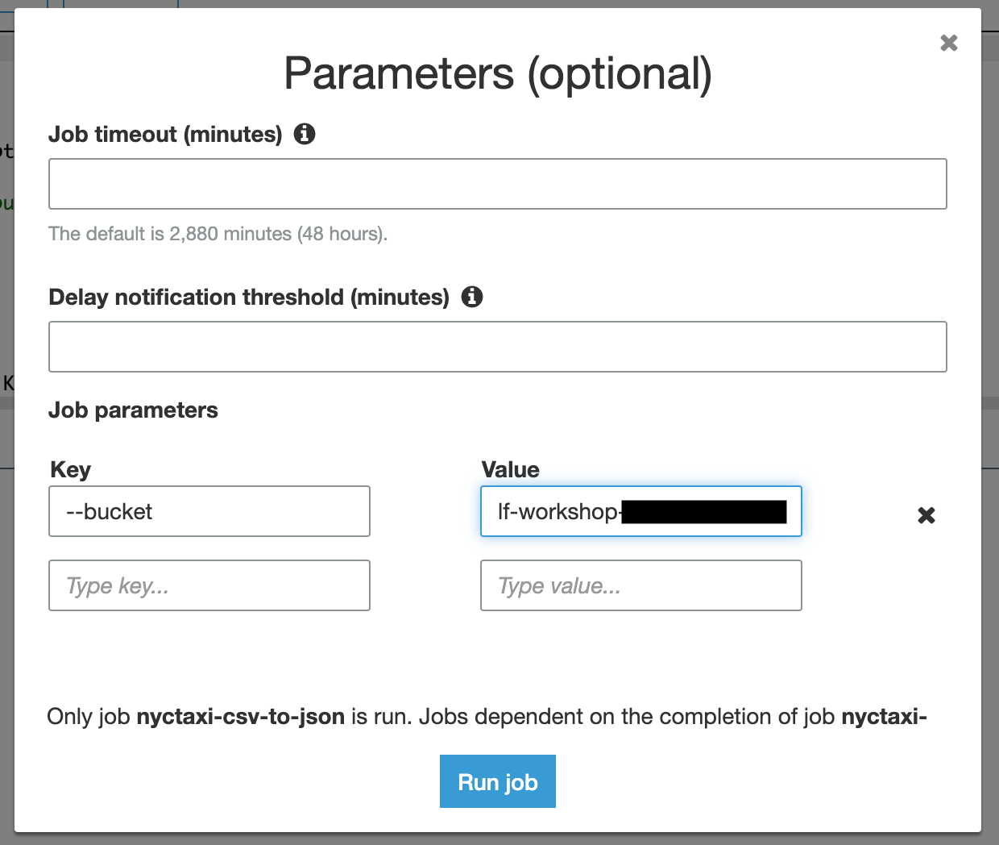 Parameters (optional)
Job timeout (minutes)
The default is 2,880 minutes (48 hours).
Delay notification threshold (minutes)
Job parameters
Key Value
--bucket lf-workshop-
Type key... Type value...
Only job nyctaxi-csv-to-json is run. Jobs dependent on the completion of job nyctaxi-
Run job